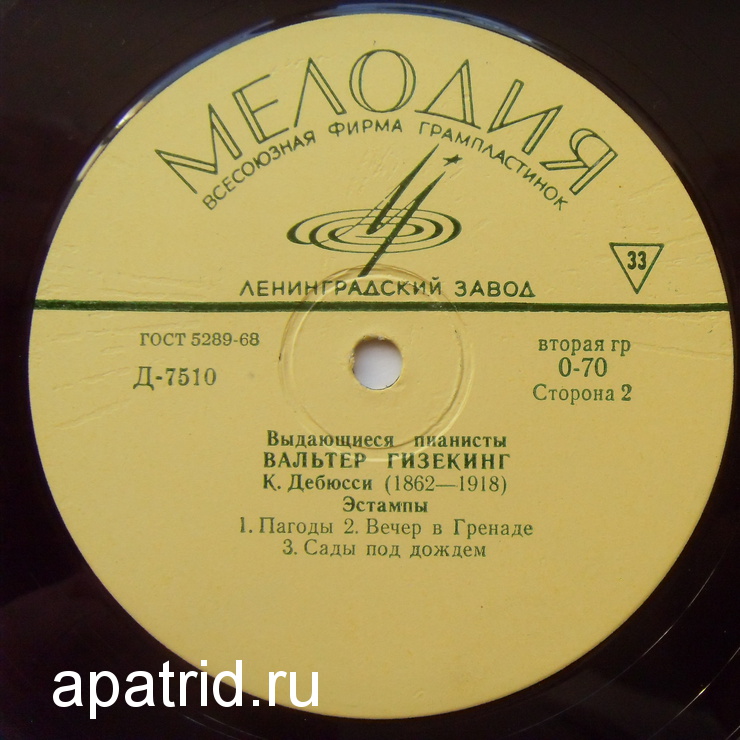 МЕЛОДИЯ
ВСЕСОЮЗНАЯ ФИРМА ГРАМПЛАСТИНОК
33
ЛЕНИНГРАДСКИЙ ЗАВОД
ГОСТ 5289-68
вторая гр
Д-7510
0-70
Сторона 2
Выдающиеся пианисты
ВАЛЬТЕР ГИЗЕКИНГ
К. Дебюсси (1862—1918)
Эстампы
1. Пагоды 2. Вечер в Гренаде
3. Сады под дождем
apatrid.ru